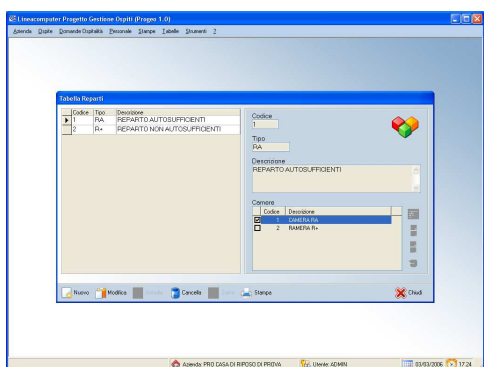 Lineacomputer Progetto Gestione Ospiti (Progeo 1.0)
Azienda Ospite Domande Ospitalità Personale Stampe Tabelle Strumenti ?
Tabella Reparti
Codice Tipo Descrizione
1 RA REPARTO AUTOSUFFICIENTI
2 R+ REPARTO NON AUTOSUFFICIENTI
Codice
1
Tipo
RA
Descrizione
REPARTO AUTOSUFFICIENTI
Camere
Codice Descrizione
1 CAMERA RA
2 RAMERA R+
Nuovo Modifica Cancella Stampa Chiudi
Azienda: PRO CASA DI RIPOSO DI PROVA Utente: ADMIN 03/03/2006 17.24